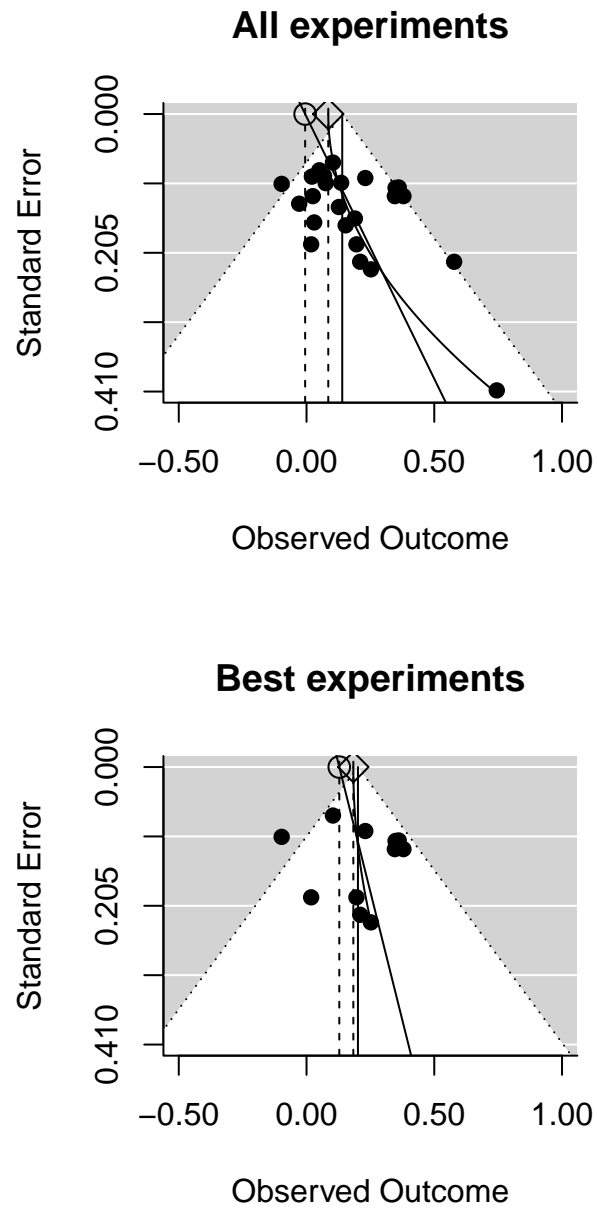 All experiments
0.000
0.205
0.410
Standard Error
−0.50 0.00 0.50 1.00
Observed Outcome
Best experiments
0.000
0.205
0.410
Standard Error
−0.50 0.00 0.50 1.00
Observed Outcome